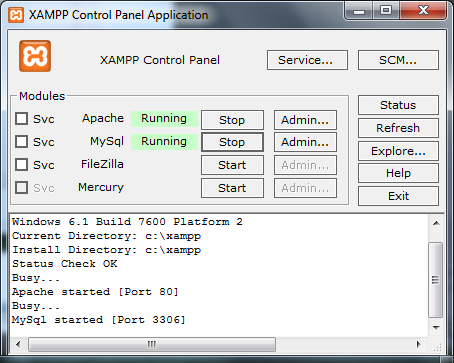 XAMPP Control Panel Application
XAMPP Control Panel
Service...
SCM...
Modules
Svc Apache Running Stop Admin...
Svc MySql Running Stop Admin...
Svc FileZilla Start Admin...
Svc Mercury Start Admin...
Status
Refresh
Explore...
Help
Exit
Windows 6.1 Build 7600 Platform 2
Current Directory: c:\xampp
Install Directory: c:\xampp
Status Check OK
Busy...
Apache started [Port 80]
Busy...
MySql started [Port 3306]